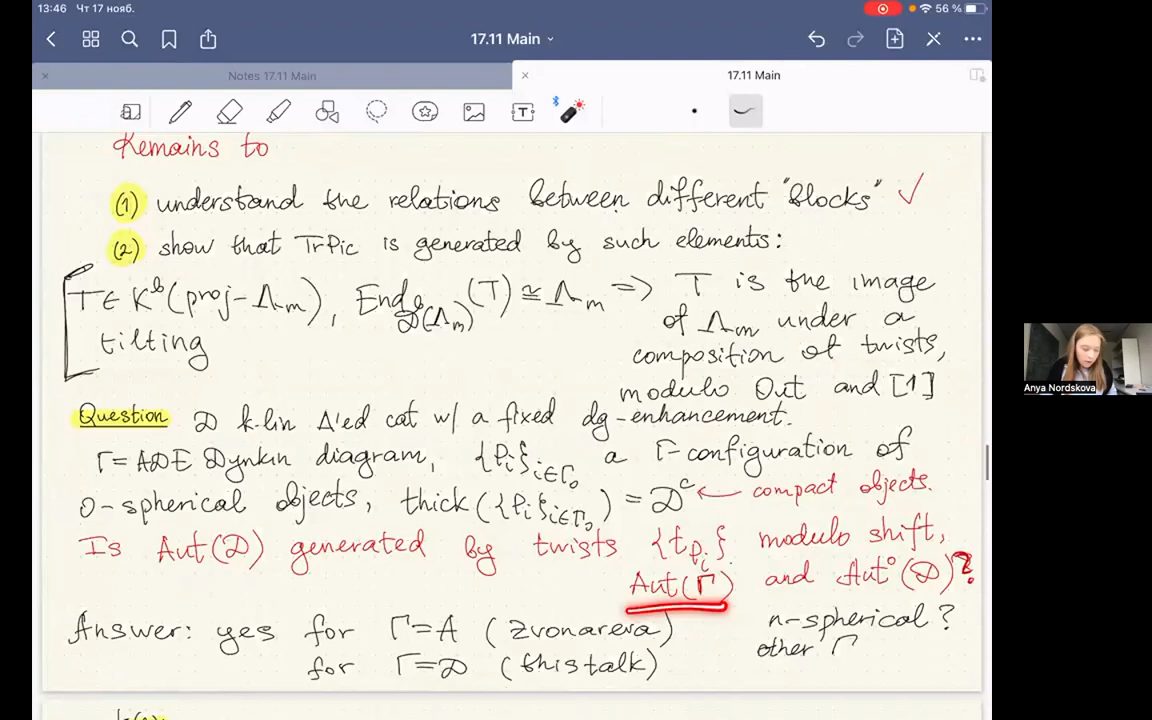 13:46 Чт 17 нояб.
56 %
17.11 Main
Notes 17.11 Main
17.11 Main
Remains to
(1) understand the relations between different "blocks" ✓
(2) show that TrPic is generated by such elements:
T ∈ K^b(proj-Λ_m), End_{D^b(Λ_m)}(T) ≅ Λ_m => T is the image
of Λ_m under a
tilting
composition of twists,
modulo Out and [1]
Question D k-lin Δ'ed cat w/ a fixed dg-enhancement.
Γ = ADE Dynkin diagram, {P_i}_{i∈Γ_0} a Γ-configuration of
0-spherical objects, thick({P_i}_{i∈Γ_0}) = D^c ← compact objects.
Is Aut(D) generated by twists {t_{P_i}} modulo shift,
Aut(Γ) and Aut°(D)?
Answer: yes for Γ=A (Zvonareva)
n-spherical?
for Γ=D (this talk)
other Γ
Anya Nordskova